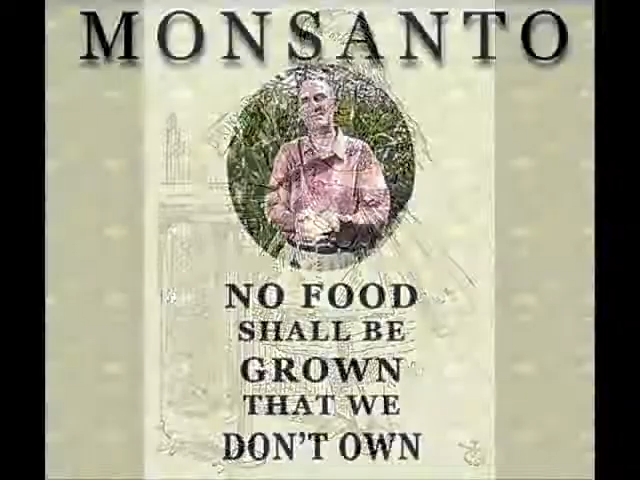 MONSANTO
NO FOOD
SHALL BE
GROWN
THAT WE
DON'T OWN